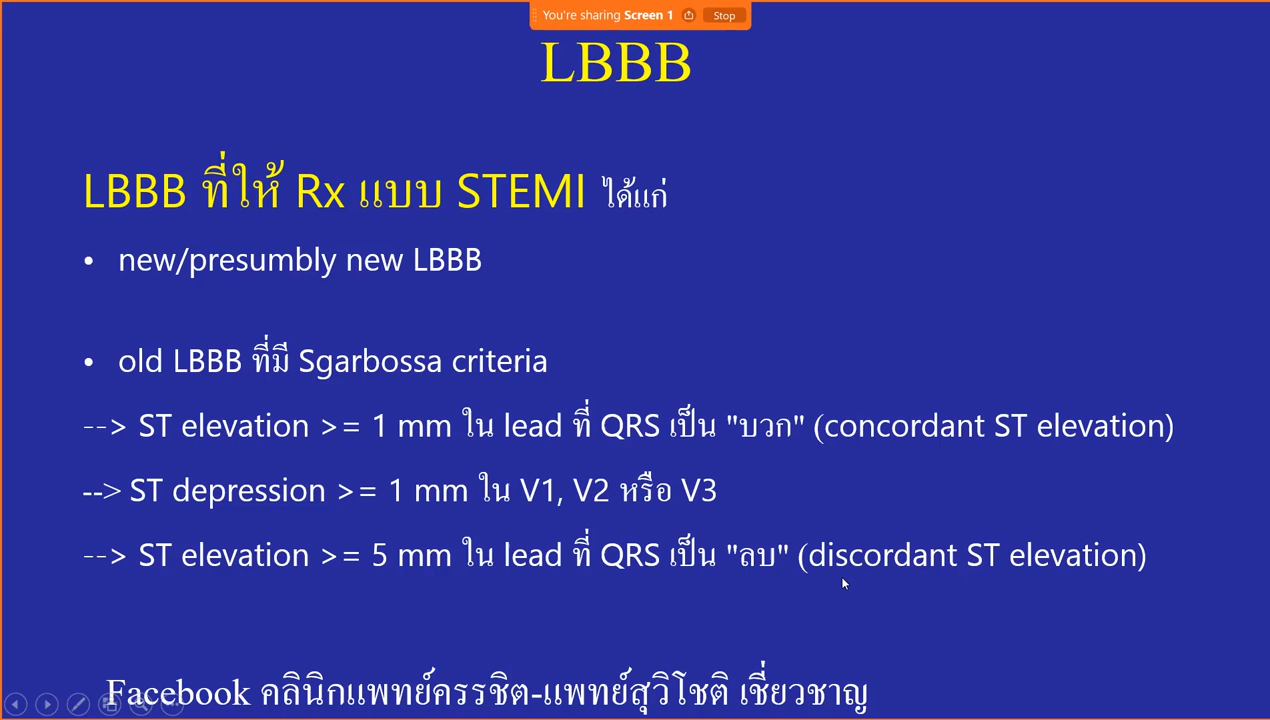 You're sharing Screen 1 Stop
LBBB
LBBB ที่ให้ Rx แบบ STEMI ได้แก่
• new/presumbly new LBBB
• old LBBB ที่มี Sgarbossa criteria
--> ST elevation >= 1 mm ใน lead ที่ QRS เป็น "บวก" (concordant ST elevation)
--> ST depression >= 1 mm ใน V1, V2 หรือ V3
--> ST elevation >= 5 mm ใน lead ที่ QRS เป็น "ลบ" (discordant ST elevation)
Facebook คลินิกแพทย์ครรชิต-แพทย์สุวิโชติ เชี่ยวชาญ